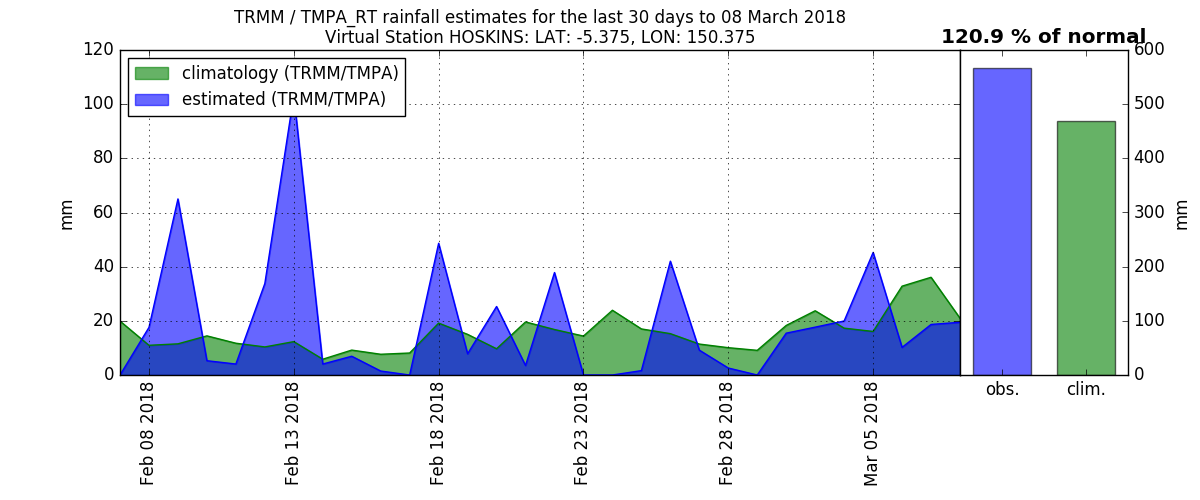 TRMM / TMPA_RT rainfall estimates for the last 30 days to 08 March 2018
Virtual Station HOSKINS: LAT: -5.375, LON: 150.375
120.9 % of normal
climatology (TRMM/TMPA)
estimated (TRMM/TMPA)
mm
120
100
80
60
40
20
0
Feb 08 2018
Feb 13 2018
Feb 18 2018
Feb 23 2018
Feb 28 2018
Mar 05 2018
obs.
clim.
600
500
400
300
200
100
0
mm